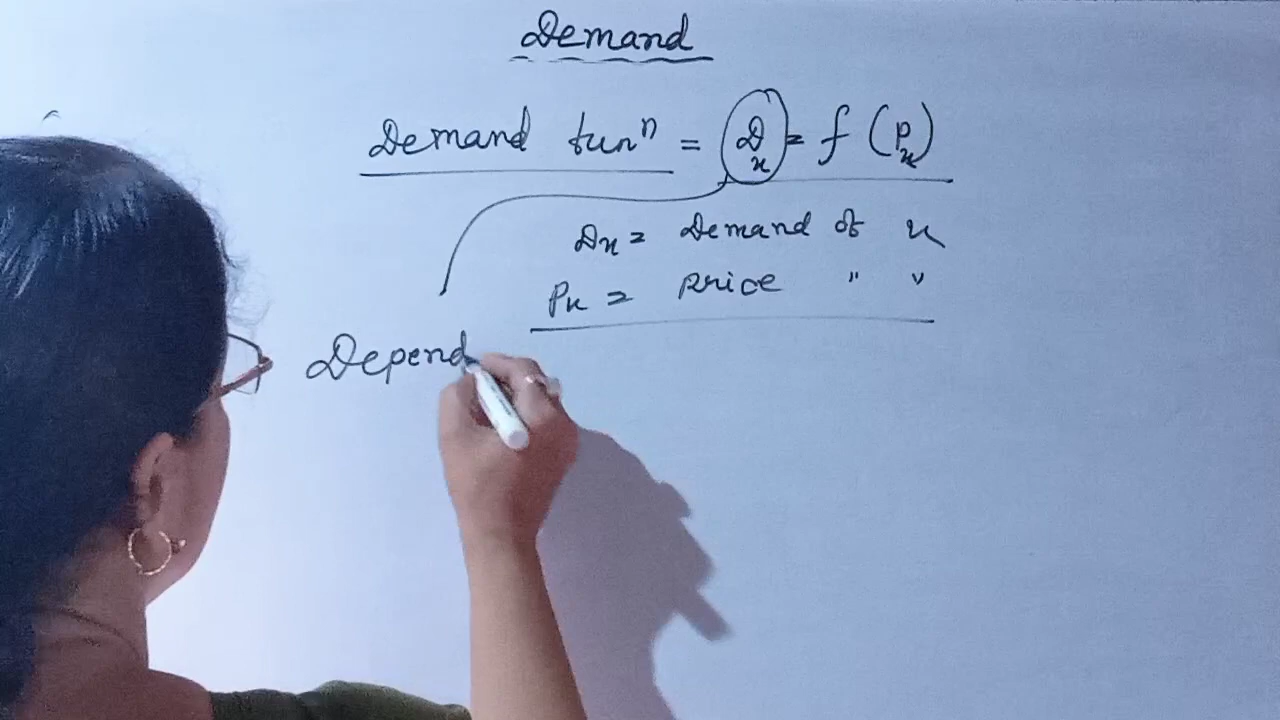 Demand
Demand funⁿ = Dx = f (Px)
Dx = Demand of x
Px = price " "
Depend